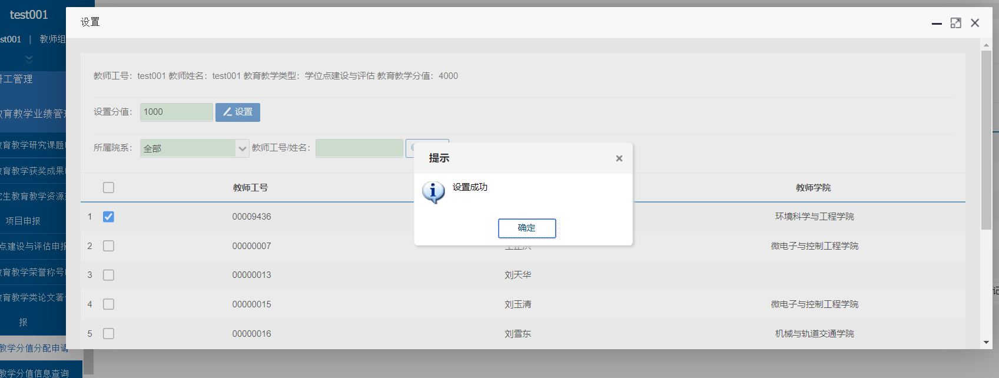 test001
设置
st001 | 教师组
工管理
教师工号：test001 教师姓名：test001 教育教学类型：学位点建设与评估 教育教学分值：4000
设置分值： 1000 设置
育教学业绩管
育教学研究课题
所属院系： 全部 教师工号/姓名：
提示
育教学获奖成果
设置成功
教师工号 教师学院
生教育教学资源
项目申报
1 00009436 环境科学与工程学院
确定
点建设与评估申报
2 00000007 微电子与控制工程学院
育教学荣誉称号
3 00000013 刘天华
育教学类论文著
记
4 00000015 刘玉清 微电子与控制工程学院
报
5 00000016 刘雪东 机械与轨道交通学院
教学分值分配申请
教学分值信息查询